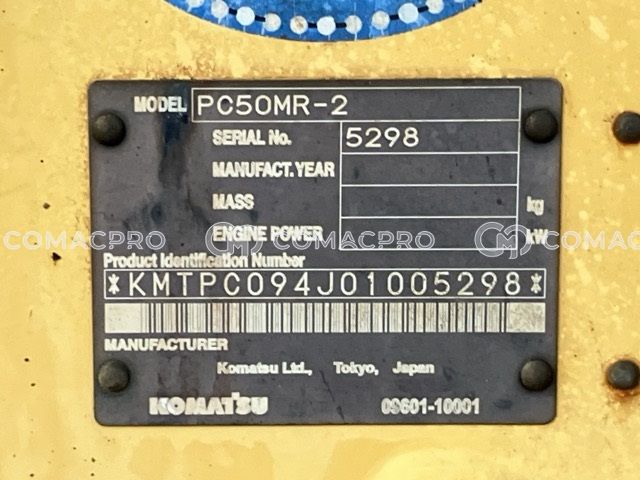 MODEL PC50MR-2
SERIAL No. 5298
MANUFACT. YEAR
MASS kg
ENGINE POWER kW
COMACPRO COMACPRO COMACPRO
Product Identification Number
*KMTPC094J01005298*
MANUFACTURER
Komatsu Ltd., Tokyo, Japan
KOMATSU 09601-10001